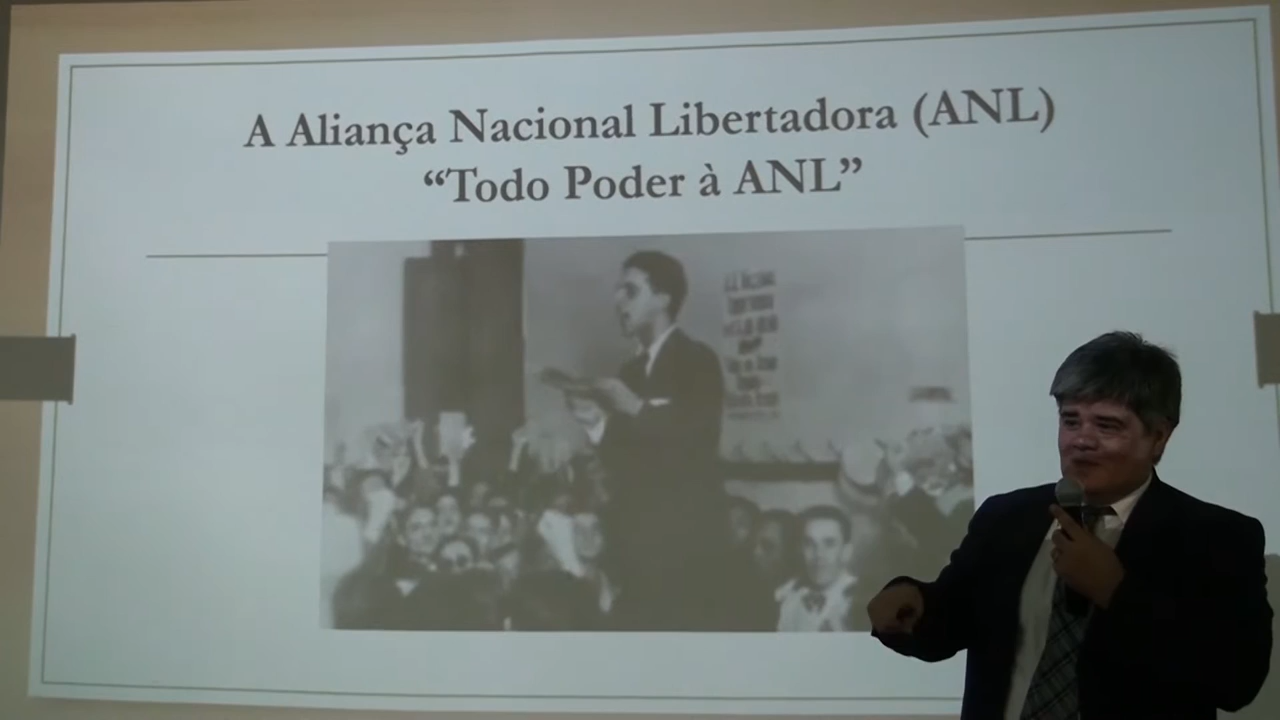 A Aliança Nacional Libertadora (ANL)
“Todo Poder à ANL”